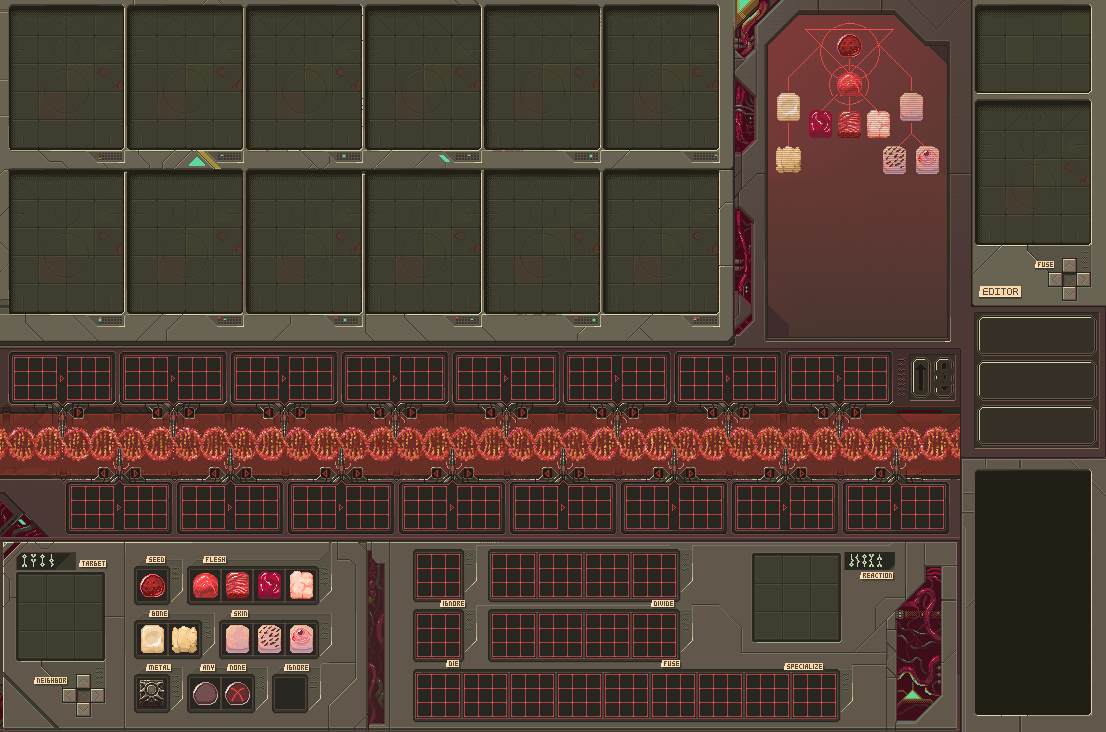 FUSE
EDITOR
TARGET
SEED
FLESH
REACTION
IGNORE
DIVIDE
BONE
SKIN
DIE
FUSE
SPECIALIZE
METAL
ANY
NONE
IGNORE
NEIGHBOR